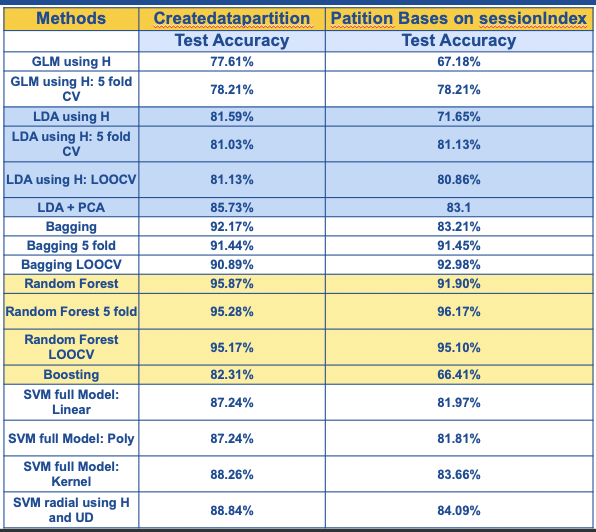 Methods Createdatapartition Patition Bases on sessionIndex
Test Accuracy Test Accuracy
GLM using H 77.61% 67.18%
GLM using H: 5 fold
CV 78.21% 78.21%
LDA using H 81.59% 71.65%
LDA using H: 5 fold
CV 81.03% 81.13%
LDA using H: LOOCV 81.13% 80.86%
LDA + PCA 85.73% 83.1
Bagging 92.17% 83.21%
Bagging 5 fold 91.44% 91.45%
Bagging LOOCV 90.89% 92.98%
Random Forest 95.87% 91.90%
Random Forest 5 fold 95.28% 96.17%
Random Forest
LOOCV 95.17% 95.10%
Boosting 82.31% 66.41%
SVM full Model:
Linear 87.24% 81.97%
SVM full Model: Poly 87.24% 81.81%
SVM full Model:
Kernel 88.26% 83.66%
SVM radial using H
and UD 88.84% 84.09%